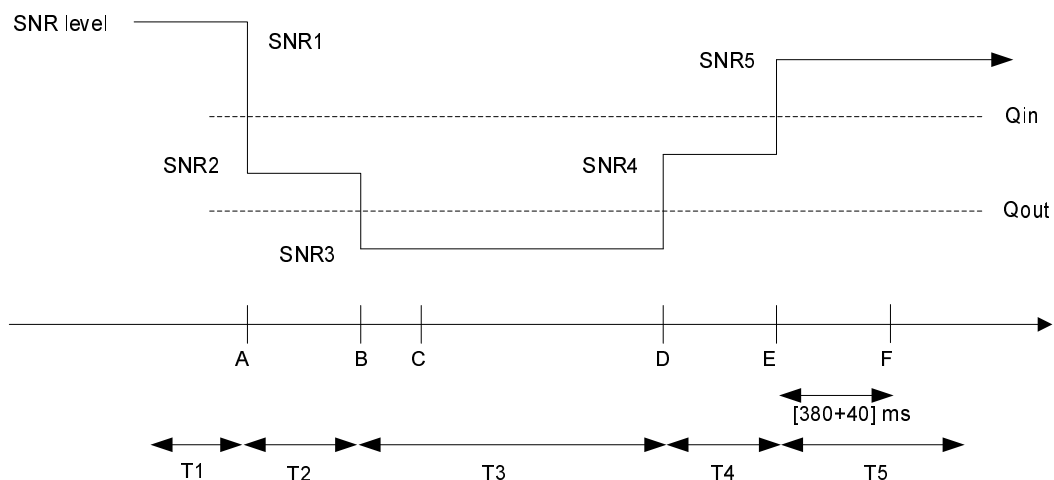 SNR level
SNR1
SNR5
Qin
SNR2
SNR4
Qout
SNR3
A B C D E F
[380+40] ms
T1 T2 T3 T4 T5